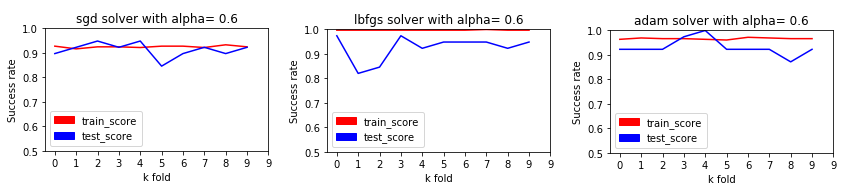 sgd solver with alpha= 0.6
1.0
0.9
0.8
0.7
0.6
0.5
Success rate
train_score
test_score
0 1 2 3 4 5 6 7 8 9 9
k fold
lbfgs solver with alpha= 0.6
1.0
0.9
0.8
0.7
0.6
0.5
Success rate
train_score
test_score
0 1 2 3 4 5 6 7 8 9 9
k fold
adam solver with alpha= 0.6
1.0
0.9
0.8
0.7
0.6
0.5
Success rate
train_score
test_score
0 1 2 3 4 5 6 7 8 9 9
k fold